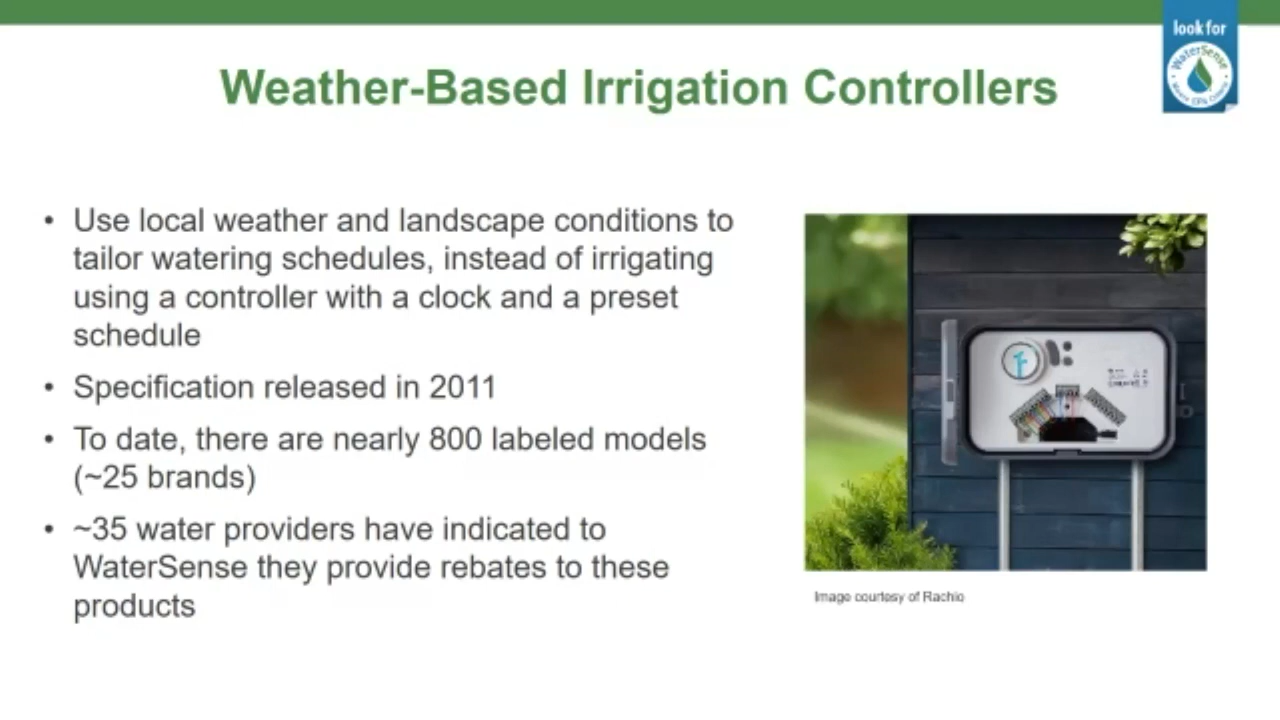 look for
WaterSense
Meets EPA Criteria
Weather-Based Irrigation Controllers
• Use local weather and landscape conditions to
tailor watering schedules, instead of irrigating
using a controller with a clock and a preset
schedule
• Specification released in 2011
• To date, there are nearly 800 labeled models
(~25 brands)
• ~35 water providers have indicated to
WaterSense they provide rebates to these
products
Image courtesy of Rachio